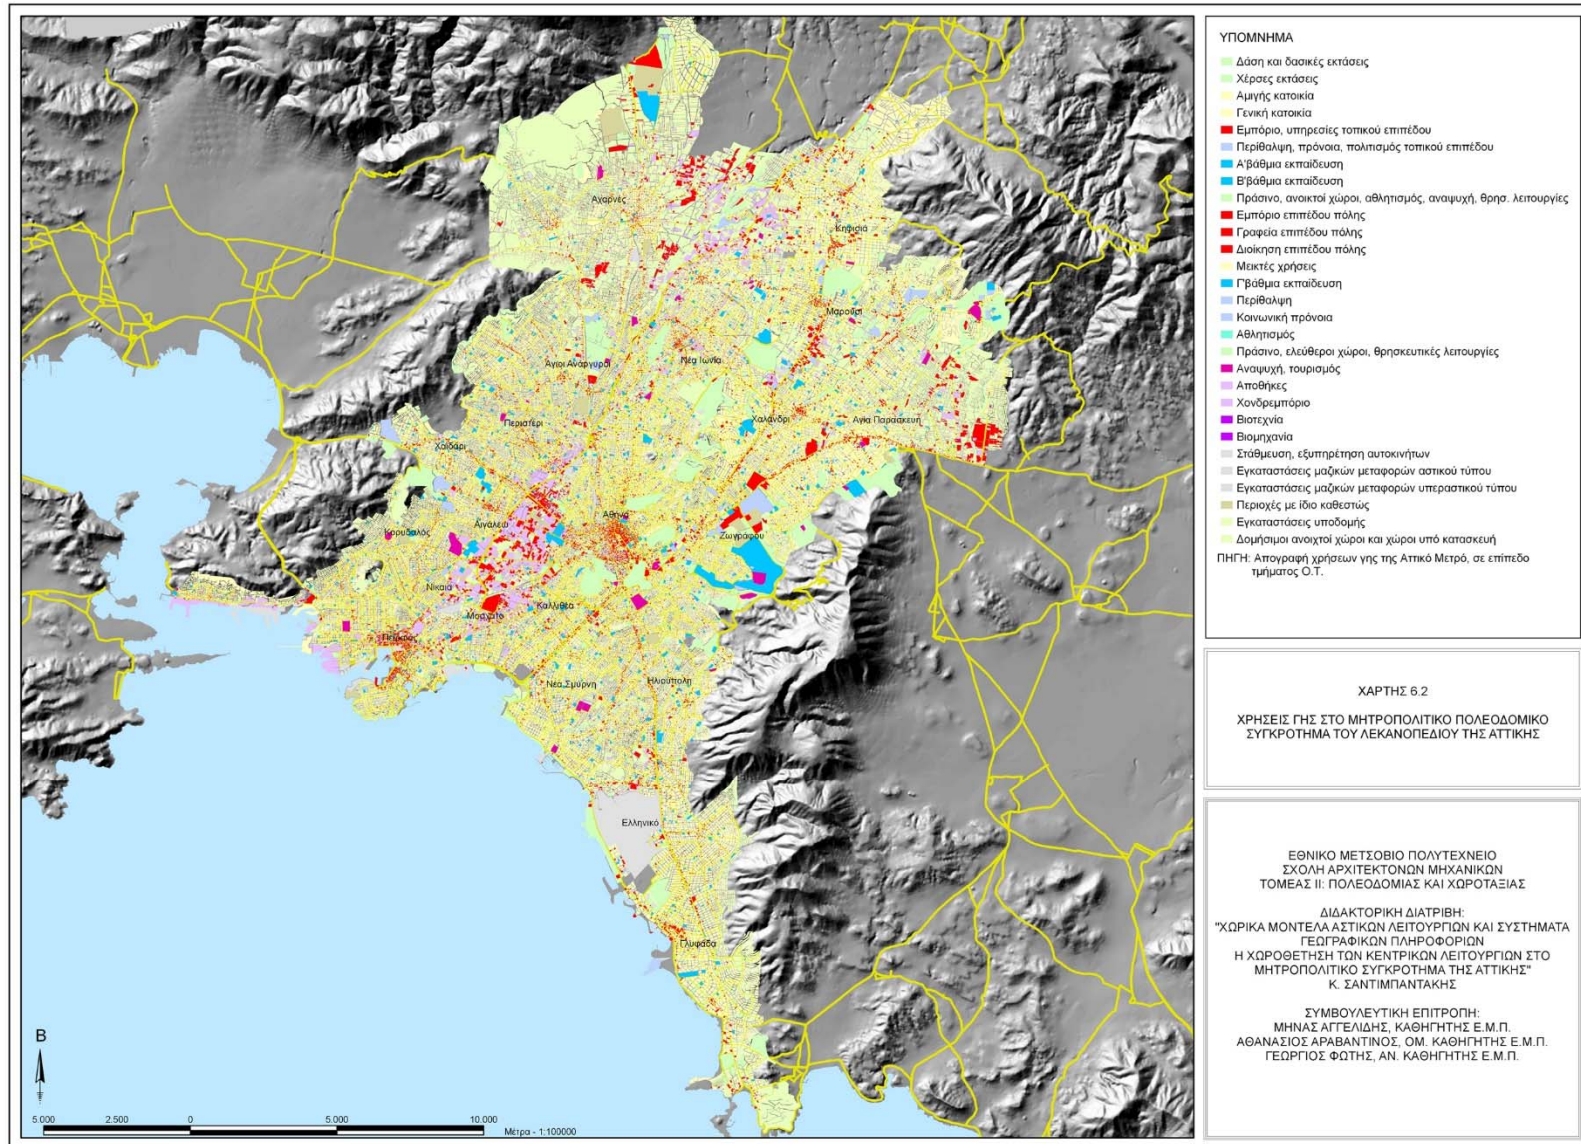 Αχαρνές
Κηφισιά
Μαρούσι
Άγιοι Ανάργυροι
Νέα Ιωνία
Περιστέρι
Χαλάνδρι
Αγία Παρασκευή
Χαϊδάρι
Αιγάλεω
Αθήνα
Κορυδαλός
Ζωγράφου
Νίκαια
Καλλιθέα
Μοσχάτο
Πειραιάς
Νέα Σμύρνη
Ηλιούπολη
Ελληνικό
Γλυφάδα
Β
5.000 2.500 0 5.000 10.000
Μέτρα - 1:100000
ΥΠΟΜΝΗΜΑ
Δάση και δασικές εκτάσεις
Χέρσες εκτάσεις
Αμιγής κατοικία
Γενική κατοικία
Εμπόριο, υπηρεσίες τοπικού επιπέδου
Περίθαλψη, πρόνοια, πολιτισμός τοπικού επιπέδου
Α'βάθμια εκπαίδευση
Β'βάθμια εκπαίδευση
Πράσινο, ανοικτοί χώροι, αθλητισμός, αναψυχή, θρησ. λειτουργίες
Εμπόριο επιπέδου πόλης
Γραφεία επιπέδου πόλης
Διοίκηση επιπέδου πόλης
Μεικτές χρήσεις
Γ'βάθμια εκπαίδευση
Περίθαλψη
Κοινωνική πρόνοια
Αθλητισμός
Πράσινο, ελεύθεροι χώροι, θρησκευτικές λειτουργίες
Αναψυχή, τουρισμός
Αποθήκες
Χονδρεμπόριο
Βιοτεχνία
Βιομηχανία
Στάθμευση, εξυπηρέτηση αυτοκινήτων
Εγκαταστάσεις μαζικών μεταφορών αστικού τύπου
Εγκαταστάσεις μαζικών μεταφορών υπεραστικού τύπου
Περιοχές με ίδιο καθεστώς
Εγκαταστάσεις υποδομής
Δομήσιμοι ανοιχτοί χώροι και χώροι υπό κατασκευή
ΠΗΓΗ: Απογραφή χρήσεων γης της Αττικό Μετρό, σε επίπεδο
τμήματος Ο.Τ.
ΧΑΡΤΗΣ 6.2
ΧΡΗΣΕΙΣ ΓΗΣ ΣΤΟ ΜΗΤΡΟΠΟΛΙΤΙΚΟ ΠΟΛΕΟΔΟΜΙΚΟ
ΣΥΓΚΡΟΤΗΜΑ ΤΟΥ ΛΕΚΑΝΟΠΕΔΙΟΥ ΤΗΣ ΑΤΤΙΚΗΣ
ΕΘΝΙΚΟ ΜΕΤΣΟΒΙΟ ΠΟΛΥΤΕΧΝΕΙΟ
ΣΧΟΛΗ ΑΡΧΙΤΕΚΤΟΝΩΝ ΜΗΧΑΝΙΚΩΝ
ΤΟΜΕΑΣ ΙΙ: ΠΟΛΕΟΔΟΜΙΑΣ ΚΑΙ ΧΩΡΟΤΑΞΙΑΣ
ΔΙΔΑΚΤΟΡΙΚΗ ΔΙΑΤΡΙΒΗ:
"ΧΩΡΙΚΑ ΜΟΝΤΕΛΑ ΑΣΤΙΚΩΝ ΛΕΙΤΟΥΡΓΙΩΝ ΚΑΙ ΣΥΣΤΗΜΑΤΑ
ΓΕΩΓΡΑΦΙΚΩΝ ΠΛΗΡΟΦΟΡΙΩΝ
Η ΧΩΡΟΘΕΤΗΣΗ ΤΩΝ ΚΕΝΤΡΙΚΩΝ ΛΕΙΤΟΥΡΓΙΩΝ ΣΤΟ
ΜΗΤΡΟΠΟΛΙΤΙΚΟ ΣΥΓΚΡΟΤΗΜΑ ΤΗΣ ΑΤΤΙΚΗΣ"
Κ. ΣΑΝΤΙΜΠΑΝΤΑΚΗΣ
ΣΥΜΒΟΥΛΕΥΤΙΚΗ ΕΠΙΤΡΟΠΗ:
ΜΗΝΑΣ ΑΓΓΕΛΙΔΗΣ, ΚΑΘΗΓΗΤΗΣ Ε.Μ.Π.
ΑΘΑΝΑΣΙΟΣ ΑΡΑΒΑΝΤΙΝΟΣ, ΟΜ. ΚΑΘΗΓΗΤΗΣ Ε.Μ.Π.
ΓΕΩΡΓΙΟΣ ΦΩΤΗΣ, ΑΝ. ΚΑΘΗΓΗΤΗΣ Ε.Μ.Π.